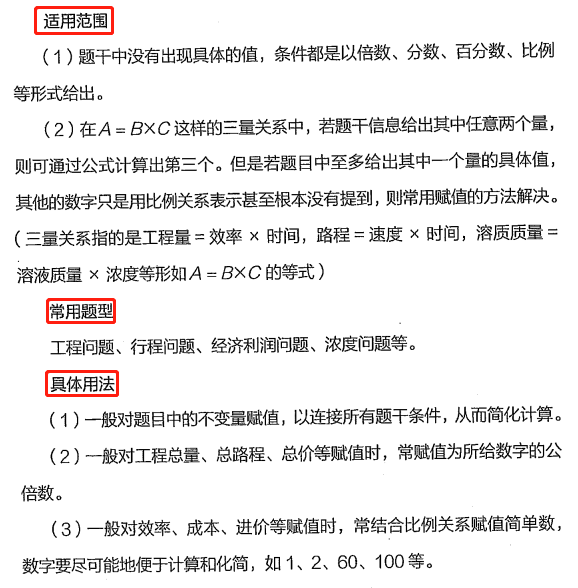 适用范围
（1）题干中没有出现具体的值，条件都是以倍数、分数、百分数、比例
等形式给出。
（2）在A＝B×C这样的三量关系中，若题干信息给出其中任意两个量，
则可通过公式计算出第三个。但是若题目中至多给出其中一个量的具体值，
其他的数字只是用比例关系表示甚至根本没有提到，则常用赋值的方法解决。
（三量关系指的是工程量＝效率 × 时间，路程＝速度 × 时间，溶质质量＝
溶液质量 × 浓度等形如A＝B×C的等式）
常用题型
工程问题、行程问题、经济利润问题、浓度问题等。
具体用法
（1）一般对题目中的不变量赋值，以连接所有题干条件，从而简化计算。
（2）一般对工程总量、总路程、总价等赋值时，常赋值为所给数字的公
倍数。
（3）一般对效率、成本、进价等赋值时，常结合比例关系赋值简单数，
数字要尽可能地便于计算和化简，如1、2、60、100等。